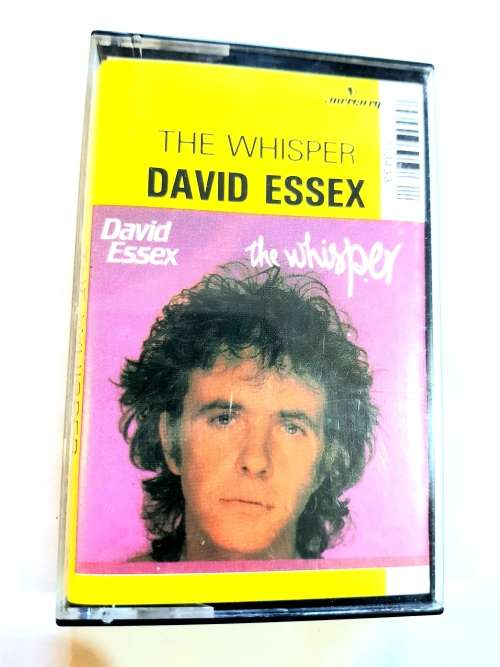 mercury
THE WHISPER
DAVID ESSEX
David
Essex
the whisper